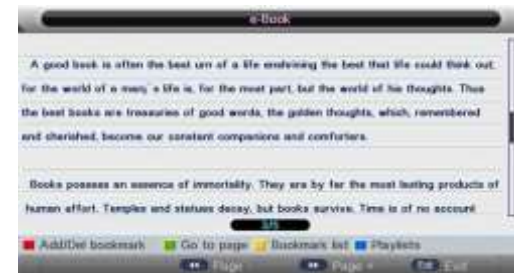 e-Book
A good book is often the best urn of a life enshrining the best that life could think out,
for the world of a many' s life is, for the most part, but the world of his thoughts. Thus
the best books are treasuries of good words, the golden thoughts, which, remembered
and cherished, become our constant companions and comforters.
Books possess an essence of immortality. They are by far the most lasting products of
human effort. Temples and statues decay, but books survive. Time is of no account
Add/Del bookmark Go to page Bookmark list Playlists
Page - Page + Exit Exit